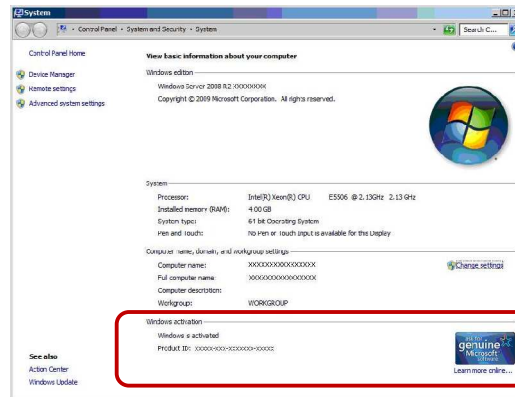 System
Control Panel • System and Security • System
Search C...
Control Panel Home
Device Manager
Remote settings
Advanced system settings
View basic information about your computer
Windows edition
Windows Server 2008 R2 XXXXXXXX
Copyright © 2009 Microsoft Corporation. All rights reserved.
System
Processor: Intel(R) Xeon(R) CPU E5506 @ 2.13GHz 2.13 GHz
Installed memory (RAM): 4.00 GB
System type: 64 bit Operating System
Pen and Touch: No Pen or Touch Input is available for this Display
Computer name, domain, and workgroup settings
Computer name: XXXXXXXXXXXXXXXX
Change settings
Full computer name: XXXXXXXXXXXXXXXX
Computer description:
Workgroup: WORKGROUP
Windows activation
Windows is activated
Product ID: xxxxx-xxx-xxxxxxx-xxxxx
ask for
genuine
Microsoft
software
Learn more online...
See also
Action Center
Windows Update